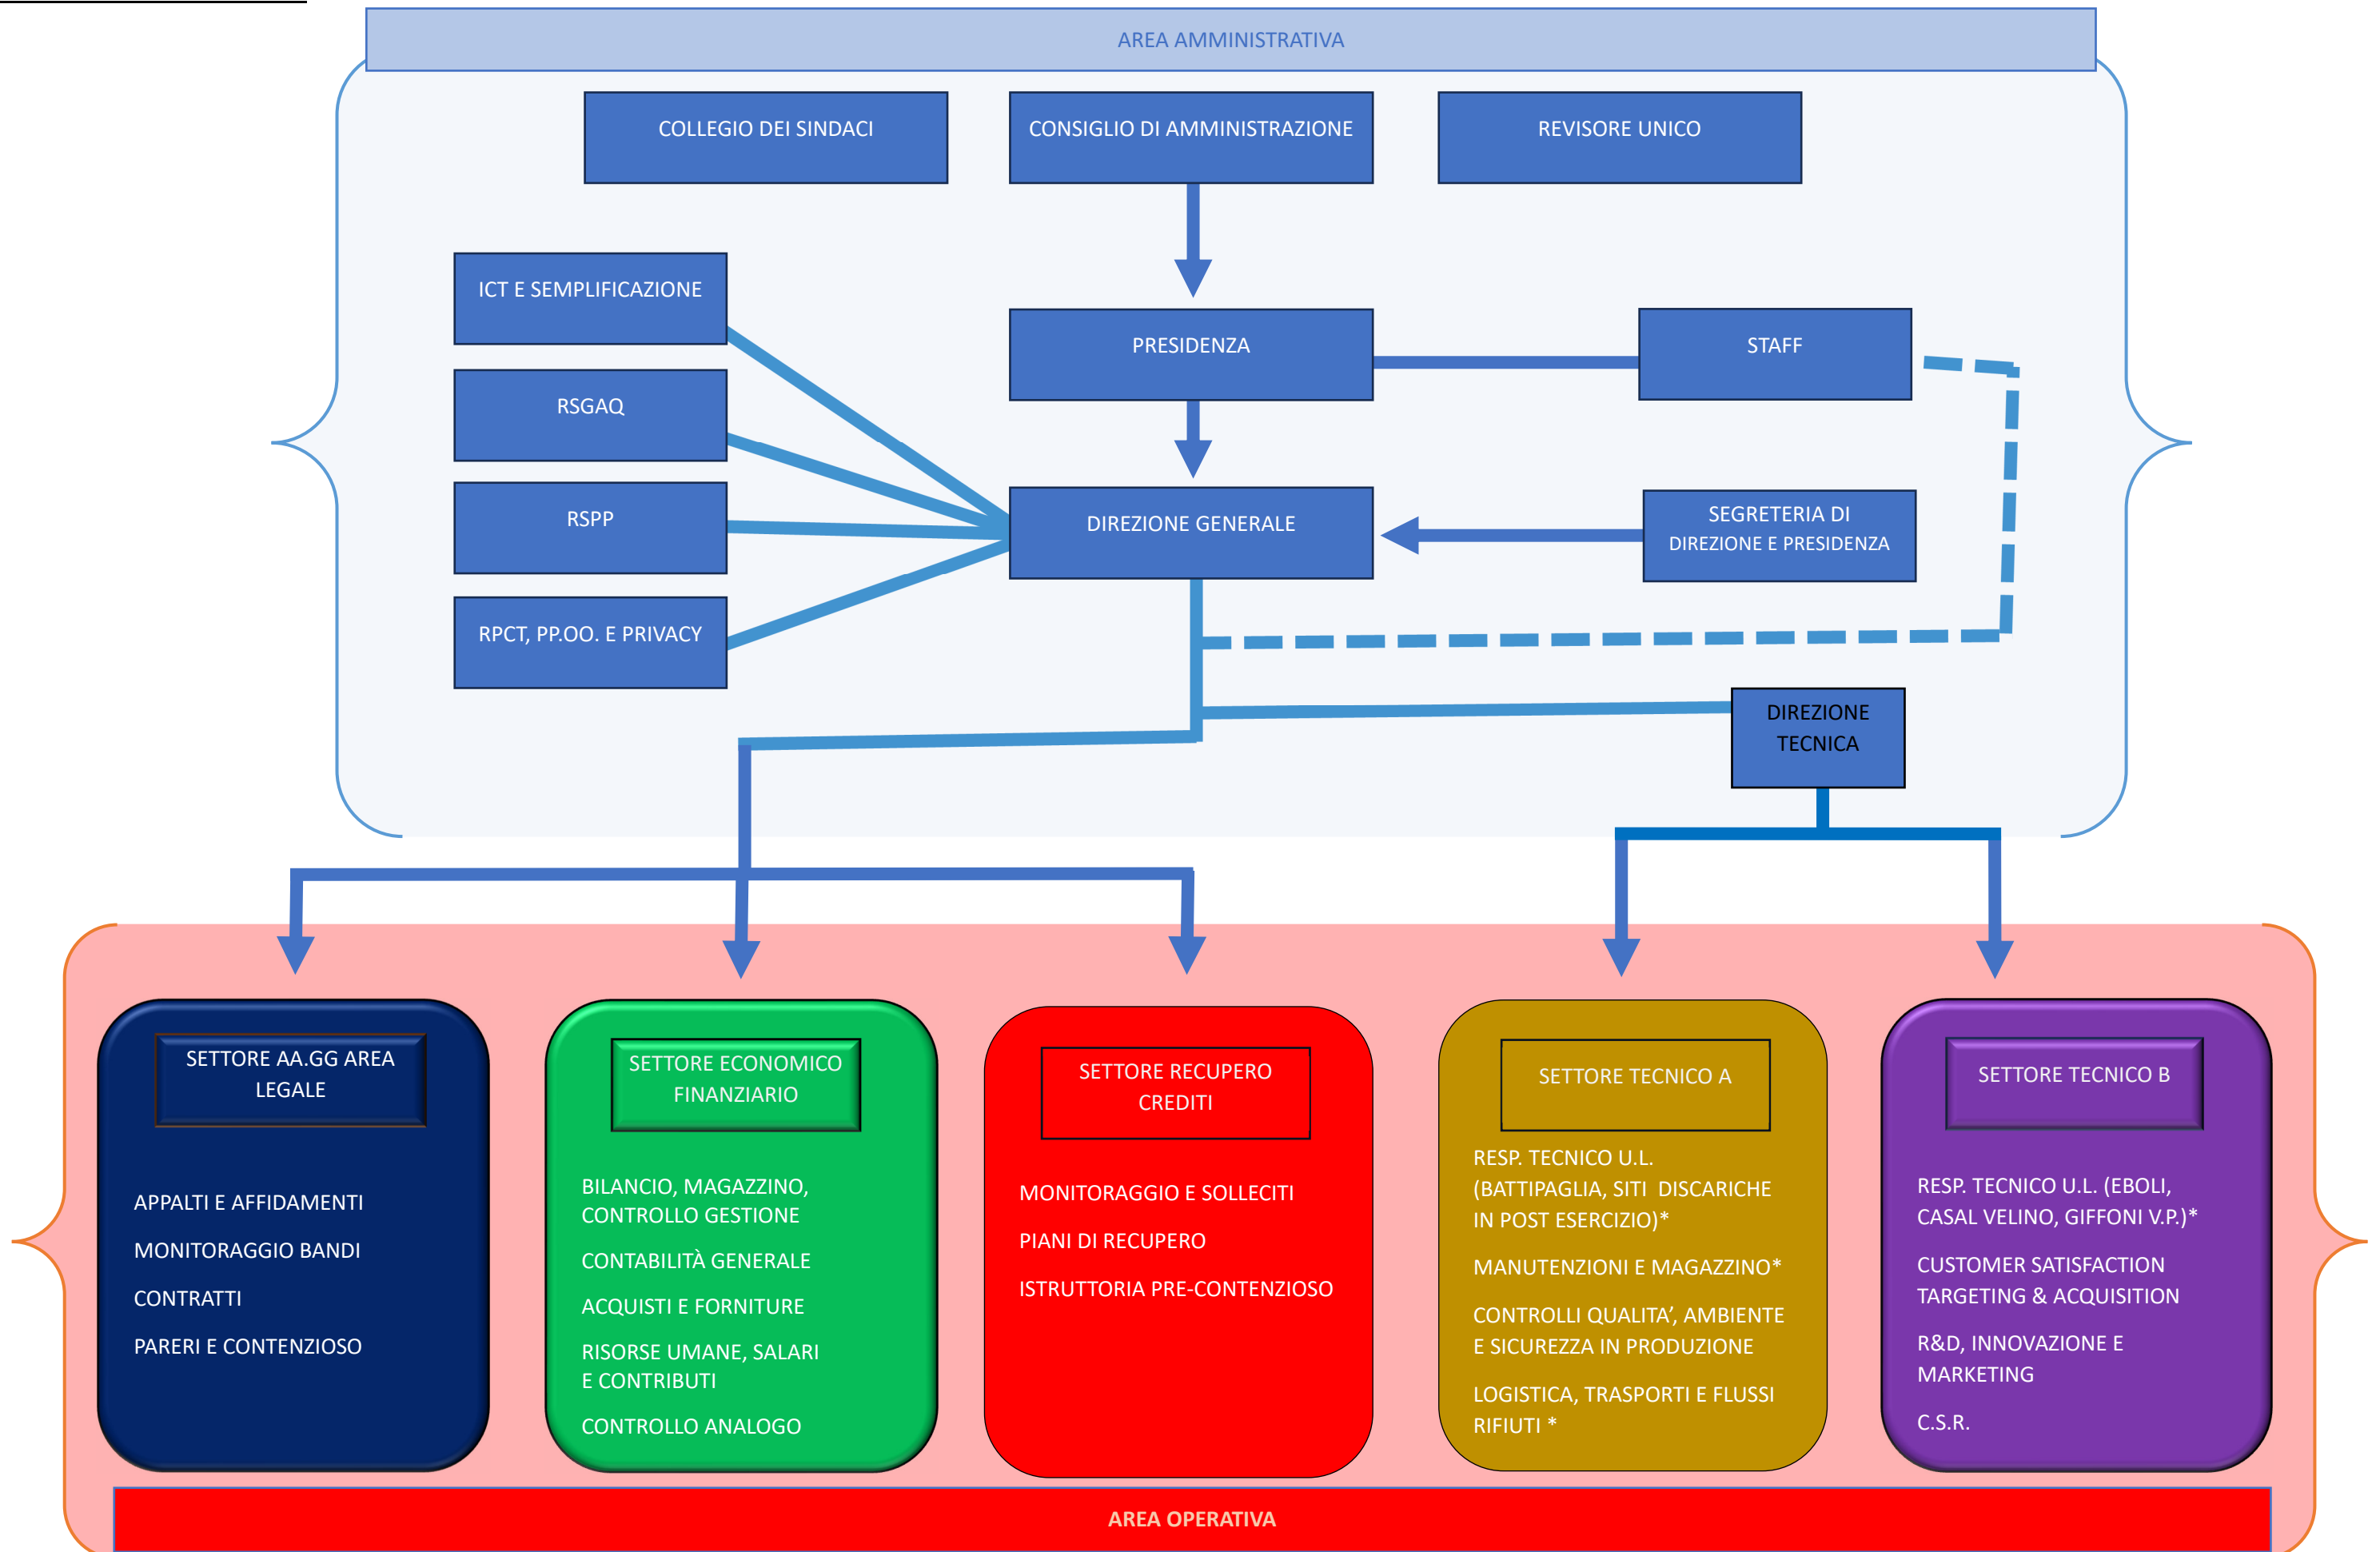 AREA AMMINISTRATIVA
COLLEGIO DEI SINDACI
CONSIGLIO DI AMMINISTRAZIONE
REVISORE UNICO
ICT E SEMPLIFICAZIONE
PRESIDENZA
STAFF
RSGAQ
RSPP
DIREZIONE GENERALE
SEGRETERIA DI
DIREZIONE E PRESIDENZA
RPCT, PP.OO. E PRIVACY
DIREZIONE
TECNICA
SETTORE AA.GG AREA
LEGALE
APPALTI E AFFIDAMENTI
MONITORAGGIO BANDI
CONTRATTI
PARERI E CONTENZIOSO
SETTORE ECONOMICO
FINANZIARIO
BILANCIO, MAGAZZINO,
CONTROLLO GESTIONE
CONTABILITÀ GENERALE
ACQUISTI E FORNITURE
RISORSE UMANE, SALARI
E CONTRIBUTI
CONTROLLO ANALOGO
SETTORE RECUPERO
CREDITI
MONITORAGGIO E SOLLECITI
PIANI DI RECUPERO
ISTRUTTORIA PRE-CONTENZIOSO
SETTORE TECNICO A
RESP. TECNICO U.L.
(BATTIPAGLIA, SITI DISCARICHE
IN POST ESERCIZIO)*
MANUTENZIONI E MAGAZZINO*
CONTROLLI QUALITA’, AMBIENTE
E SICUREZZA IN PRODUZIONE
LOGISTICA, TRASPORTI E FLUSSI
RIFIUTI *
SETTORE TECNICO B
RESP. TECNICO U.L. (EBOLI,
CASAL VELINO, GIFFONI V.P.)*
CUSTOMER SATISFACTION
TARGETING & ACQUISITION
R&D, INNOVAZIONE E
MARKETING
C.S.R.
AREA OPERATIVA